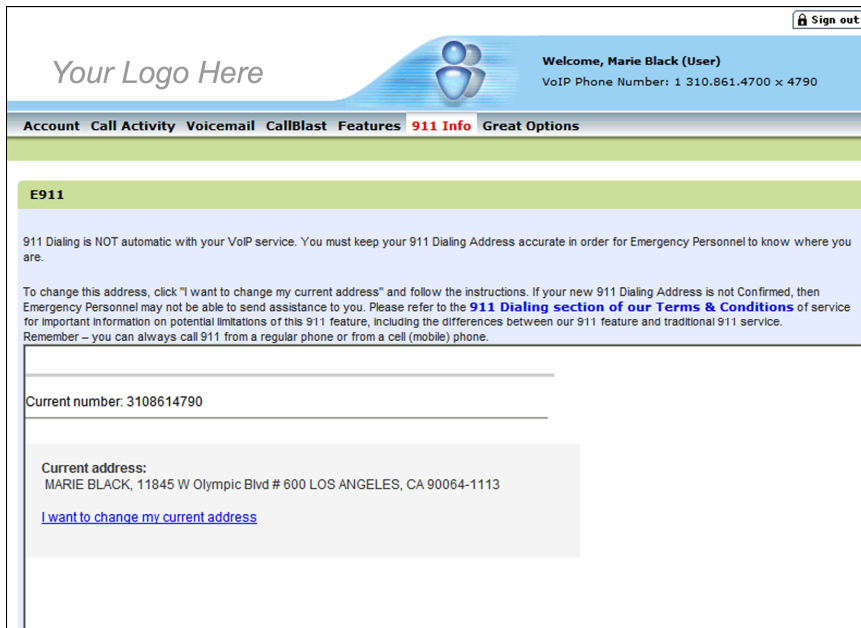 Sign out
Your Logo Here
Welcome, Marie Black (User)
VoIP Phone Number: 1 310.861.4700 x 4790
Account Call Activity Voicemail CallBlast Features 911 Info Great Options
E911
911 Dialing is NOT automatic with your VoIP service. You must keep your 911 Dialing Address accurate in order for Emergency Personnel to know where you
are.
To change this address, click "I want to change my current address" and follow the instructions. If your new 911 Dialing Address is not Confirmed, then
Emergency Personnel may not be able to send assistance to you. Please refer to the 911 Dialing section of our Terms & Conditions of service
for important information on potential limitations of this 911 feature, including the differences between our 911 feature and traditional 911 service.
Remember – you can always call 911 from a regular phone or from a cell (mobile) phone.
Current number: 3108614790
Current address:
MARIE BLACK, 11845 W Olympic Blvd # 600 LOS ANGELES, CA 90064-1113
I want to change my current address